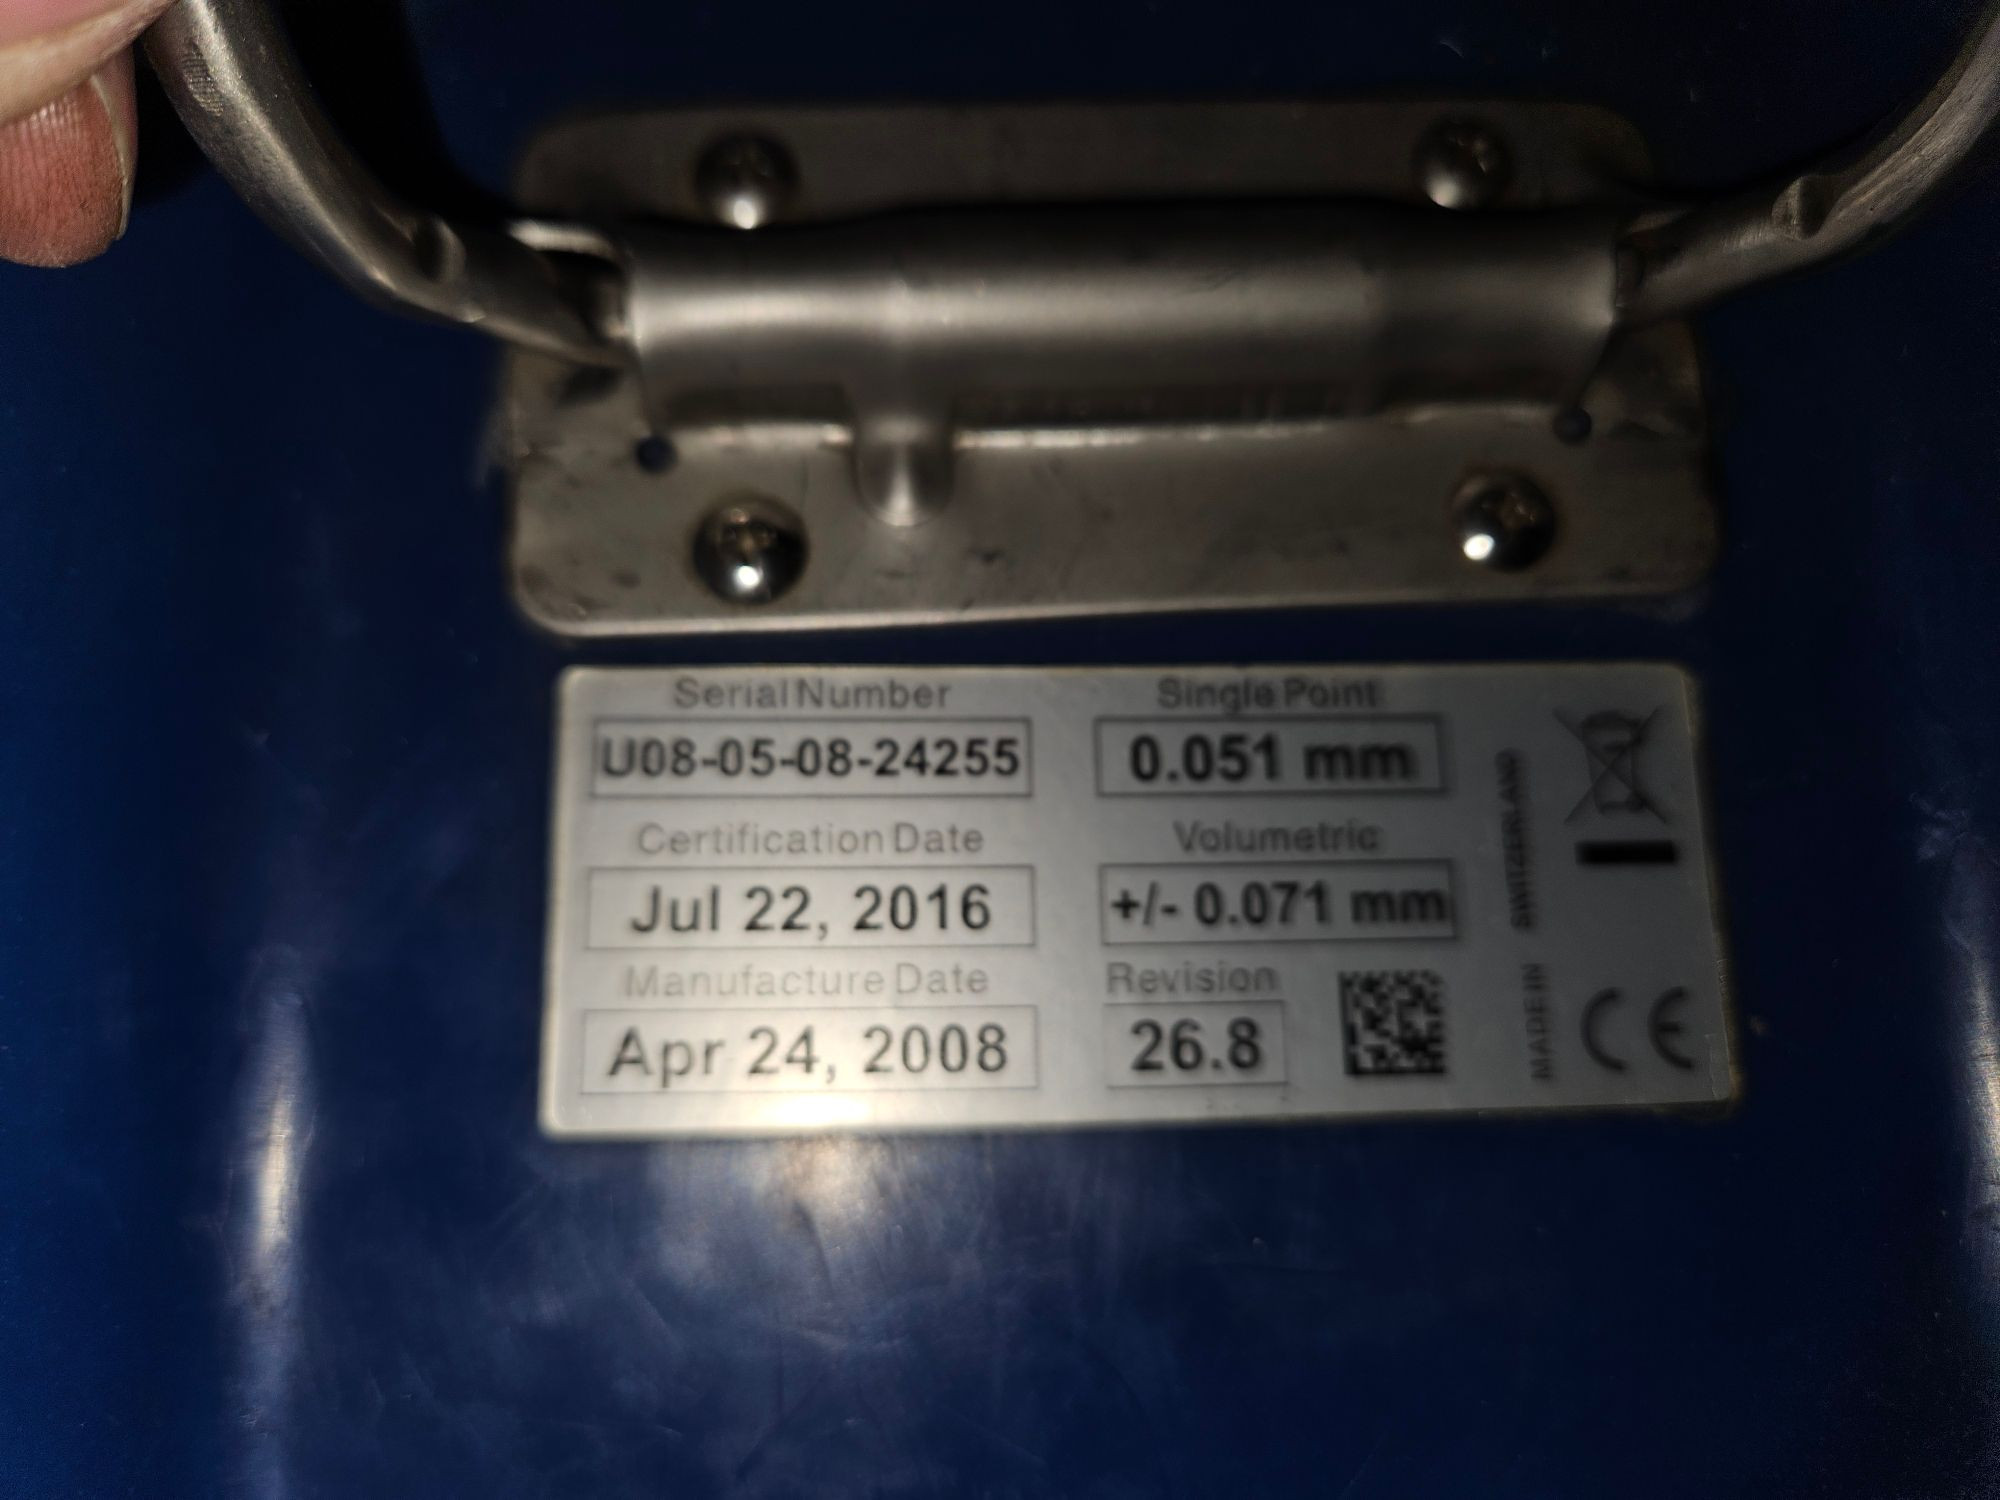 Serial Number
U08-05-08-24255
Certification Date
Jul 22, 2016
Manufacture Date
Apr 24, 2008
Single Point
0.051 mm
Volumetric
+/- 0.071 mm
Revision
26.8
MADE IN SWITZERLAND
CE